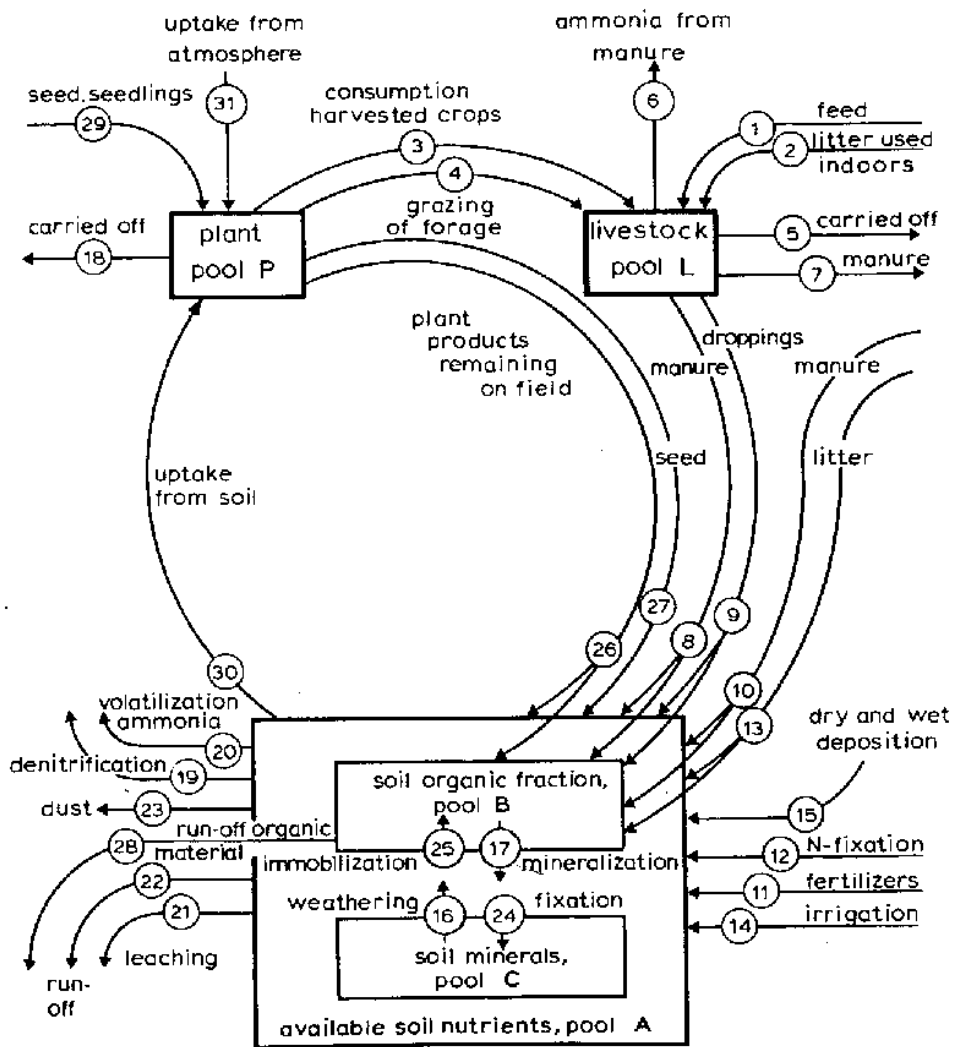 uptake from
atmosphere
31
seed.seedlings
29
consumption
harvested crops
3
4
grazing
of forage
ammonia from
manure
6
feed
1
2
litter used
indoors
carried off
18
plant
pool P
livestock
pool L
carried off
5
manure
7
plant
products
remaining
on field
droppings
manure
manure
seed
litter
uptake
from soil
30
26
27
8
9
10
13
volatilization
ammonia
20
denitrification
19
dust
23
run-off organic
material
28
22
21
leaching
run-
off
dry and wet
deposition
15
N-fixation
12
fertilizers
11
irrigation
14
soil organic fraction,
pool B
immobilization
25
17
mineralization
weathering
16
24
fixation
soil minerals,
pool C
available soil nutrients, pool A